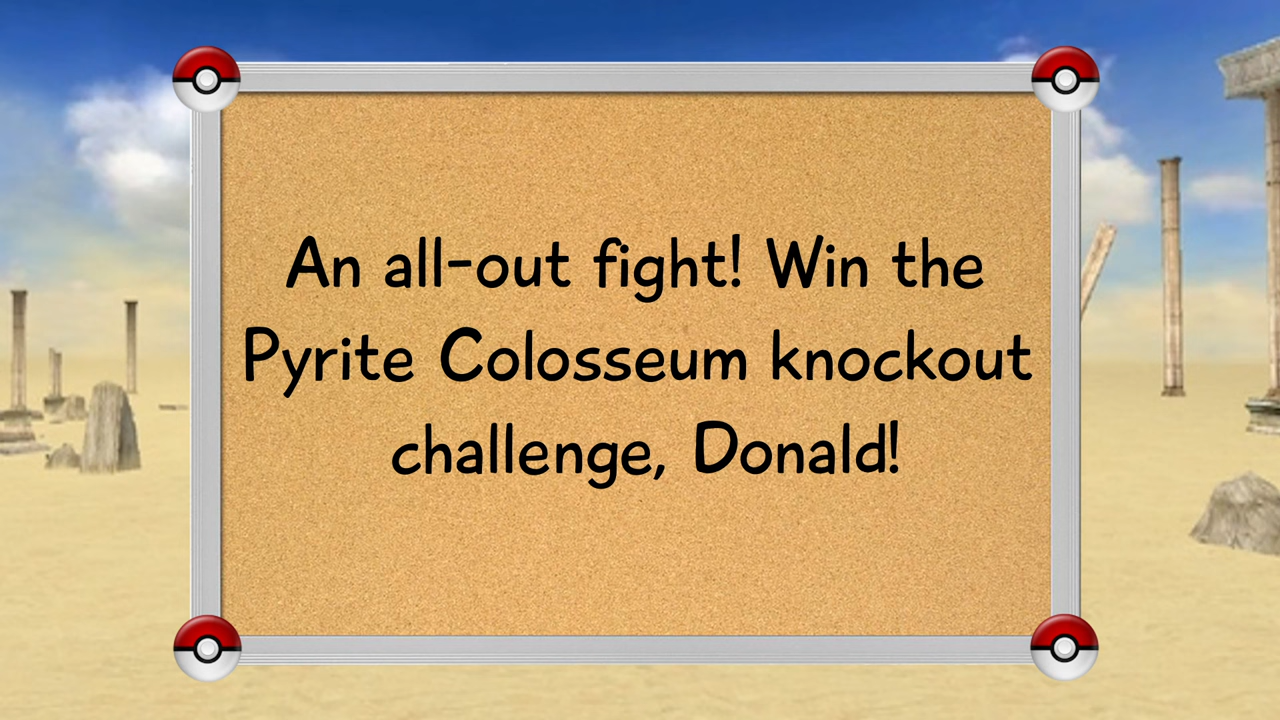 An all-out fight! Win the
Pyrite Colosseum knockout
challenge, Donald!